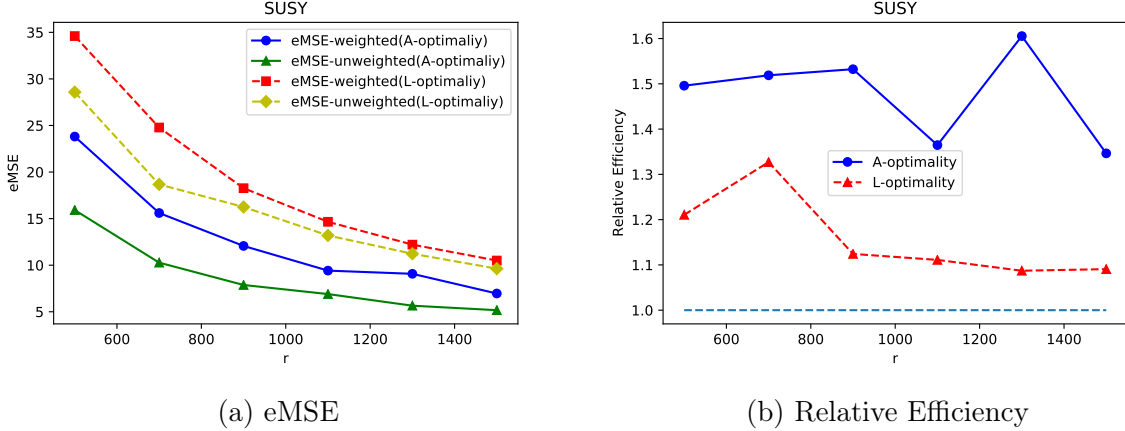 SUSY
35
30
25
20
15
10
5
eMSE
600
800
1000
1200
1400
r
eMSE-weighted(A-optimaliy)
eMSE-unweighted(A-optimaliy)
eMSE-weighted(L-optimaliy)
eMSE-unweighted(L-optimaliy)
(a) eMSE
SUSY
1.6
1.5
1.4
1.3
1.2
1.1
1.0
Relative Efficiency
600
800
1000
1200
1400
r
A-optimality
L-optimality
(b) Relative Efficiency